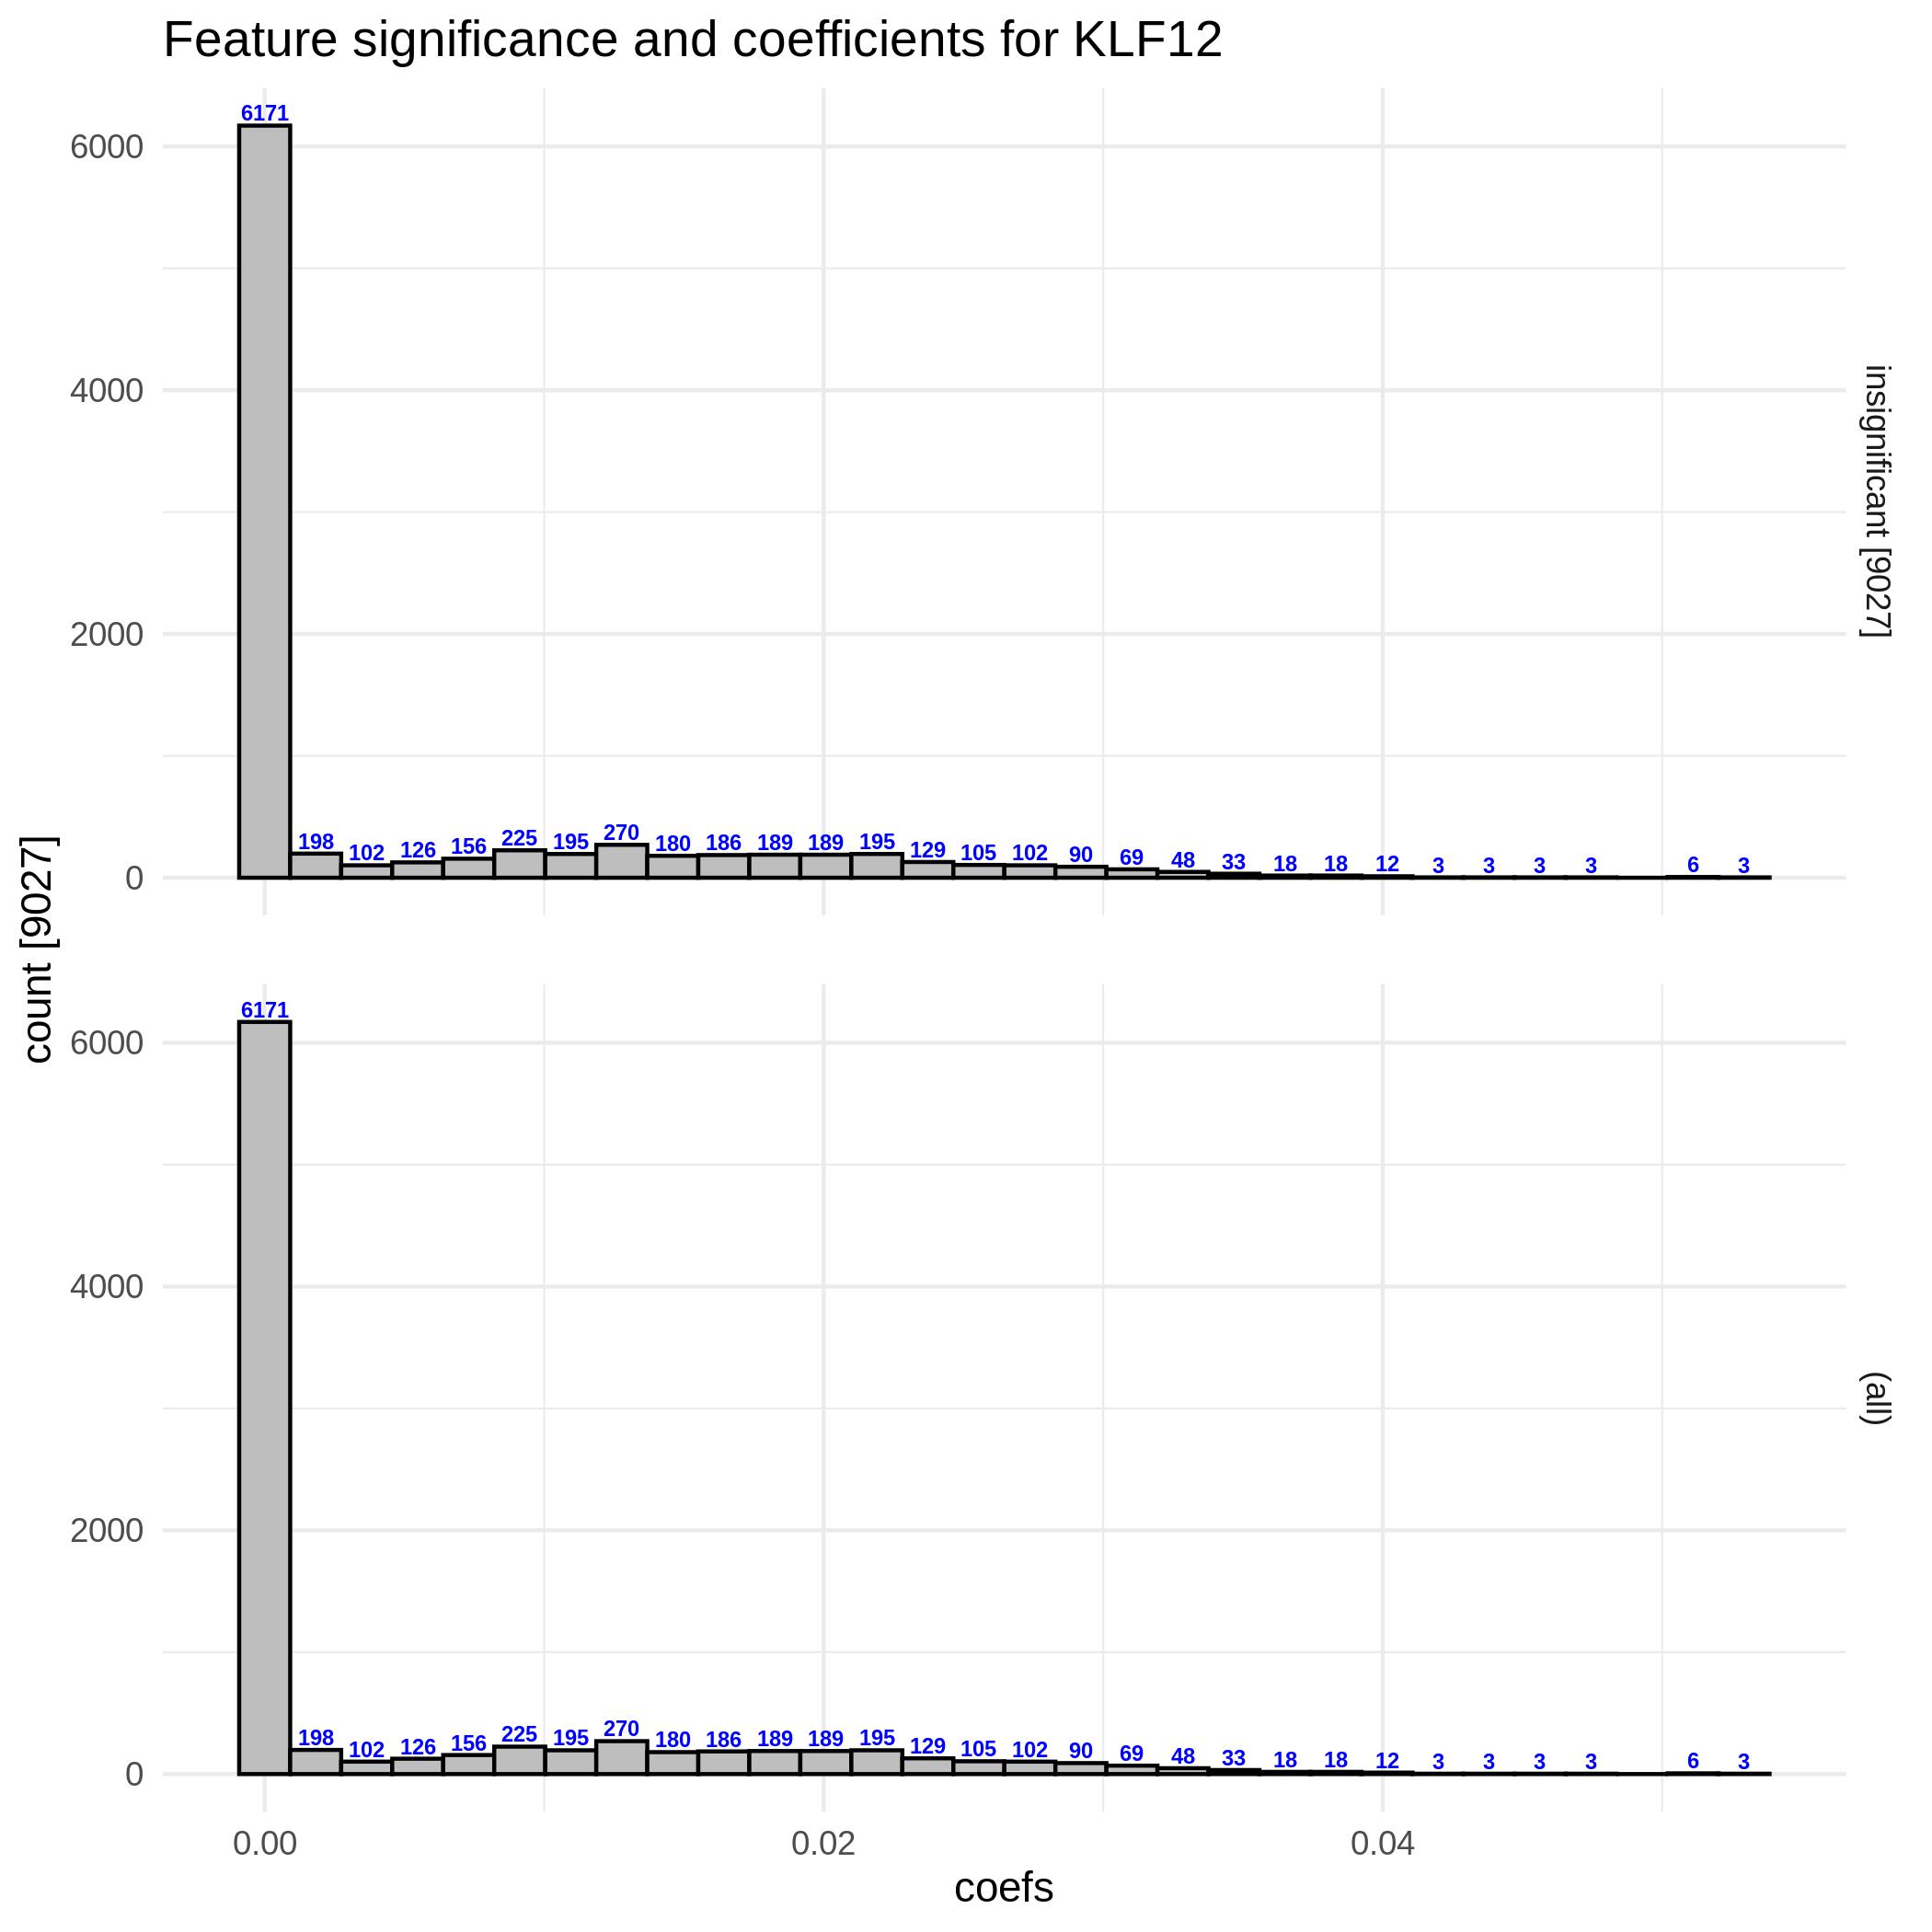 Feature significance and coefficients for KLF12
count [9027]
6000
4000
2000
0
6171
198 102 126 156 225 195 270 180 186 189 189 195 129 105 102 90 69 48 33 18 18 12 3 3 3 3 6 3
insignificant [9027]
6000
4000
2000
0
6171
198 102 126 156 225 195 270 180 186 189 189 195 129 105 102 90 69 48 33 18 18 12 3 3 3 3 6 3
(all)
0.00 0.02 0.04
coefs